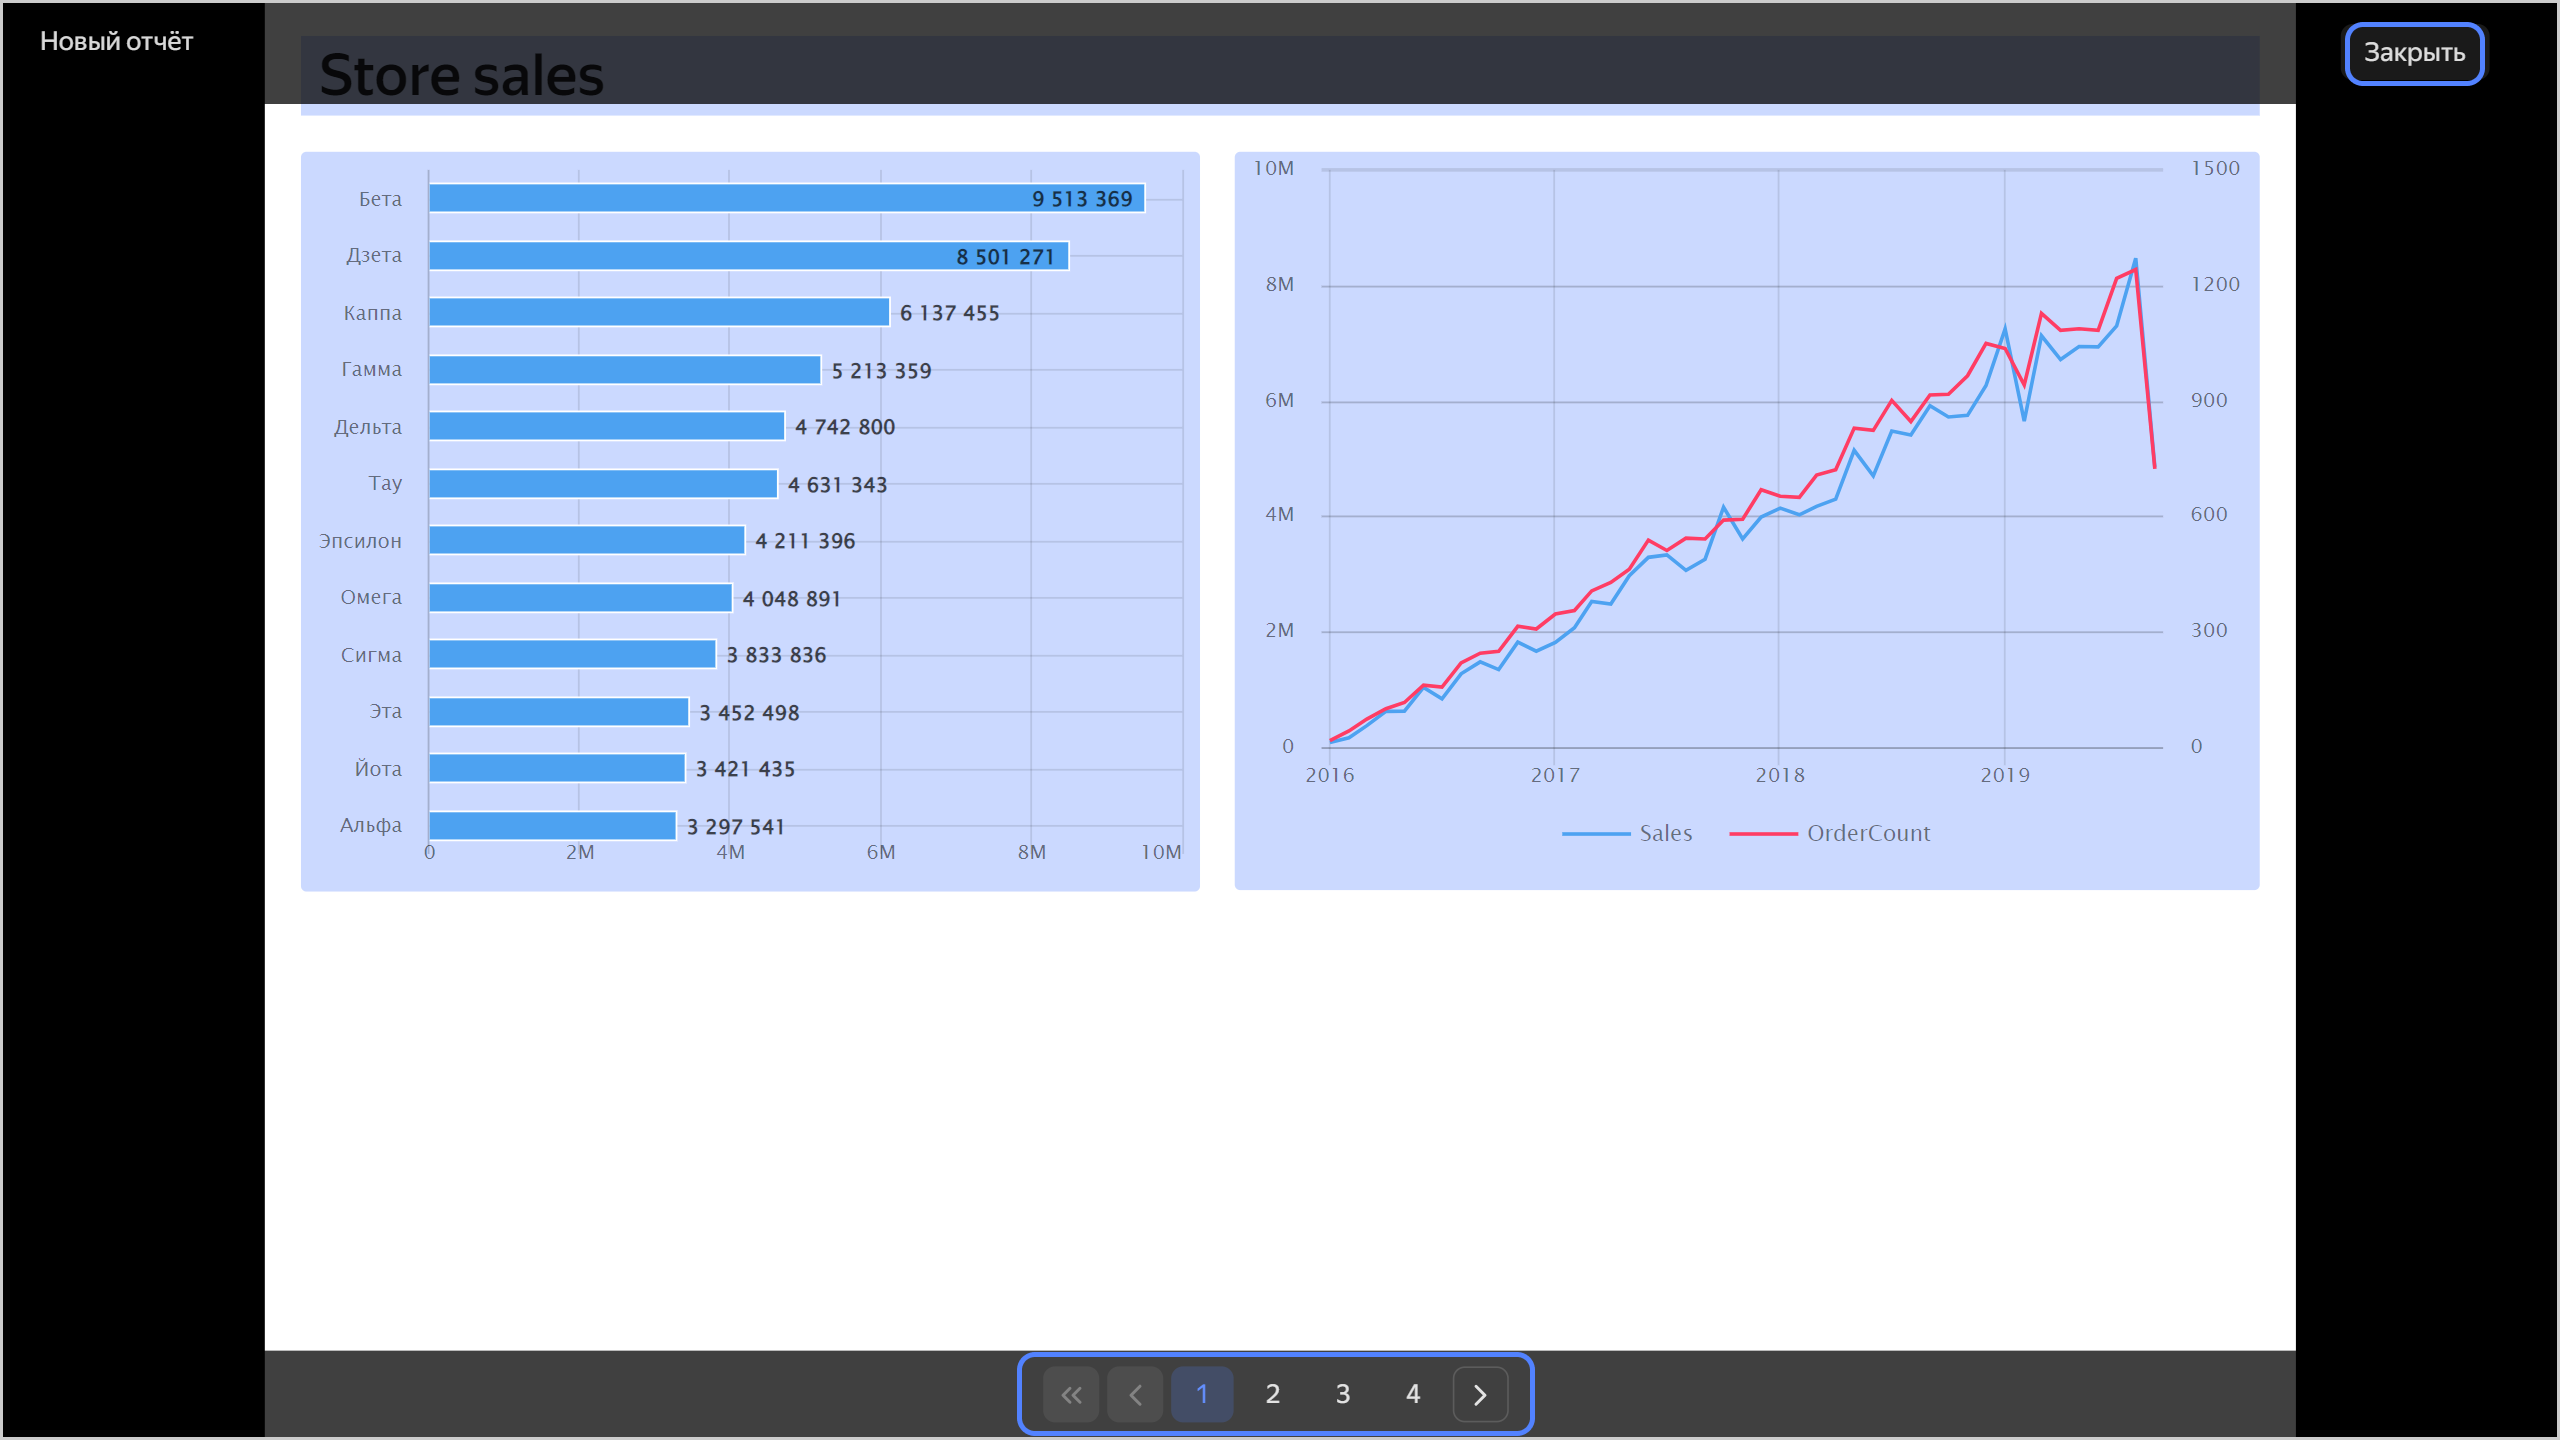 Новый отчёт
Закрыть
Store sales
Бета 9 513 369
Дзета 8 501 271
Каппа 6 137 455
Гамма 5 213 359
Дельта 4 742 800
Тау 4 631 343
Эпсилон 4 211 396
Омега 4 048 891
Сигма 3 833 836
Эта 3 452 498
Йота 3 421 435
Альфа 3 297 541
0 2M 4M 6M 8M 10M
10M 1500
8M 1200
6M 900
4M 600
2M 300
0 0
2016 2017 2018 2019
Sales OrderCount
1 2 3 4